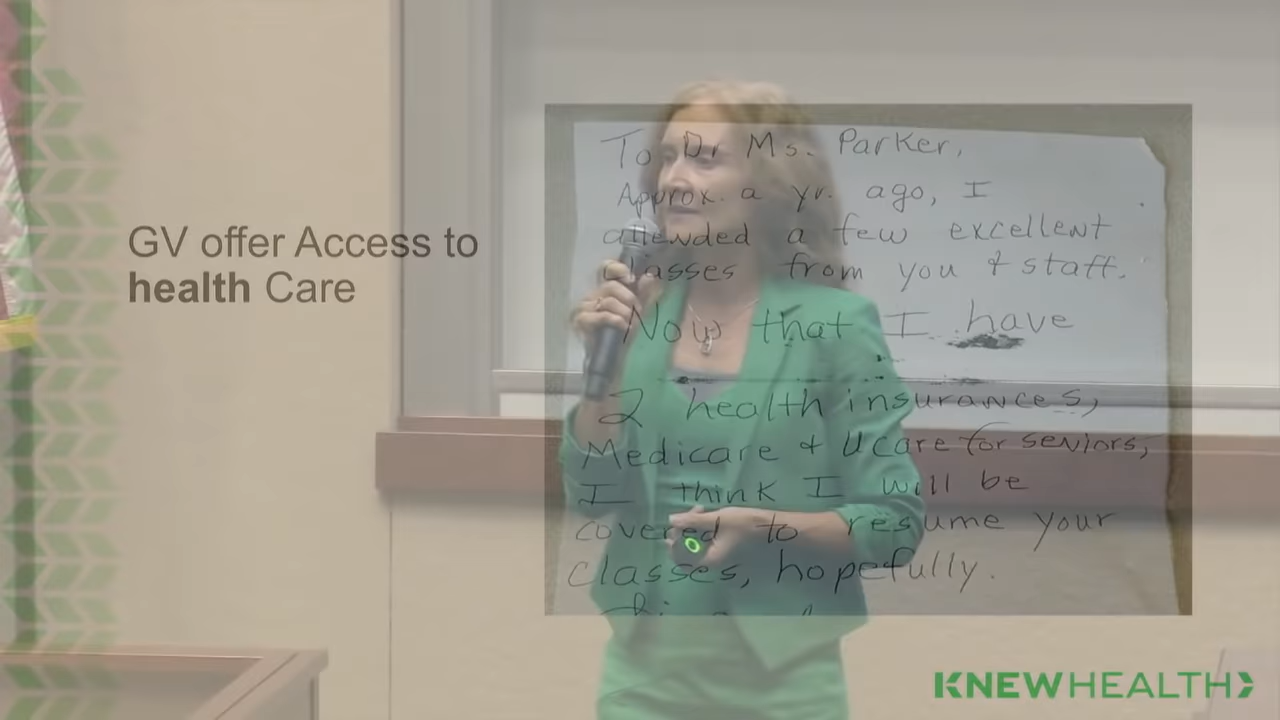 GV offer Access to
health Care
To Dr Ms. Parker,
Approx. a yr. ago, I
attended a few excellent
classes from you & staff.
Now that I have
2 health insurances,
Medicare & Ucare for seniors,
I think I will be
covered to resume your
classes, hopefully.
KNEWHEALTH